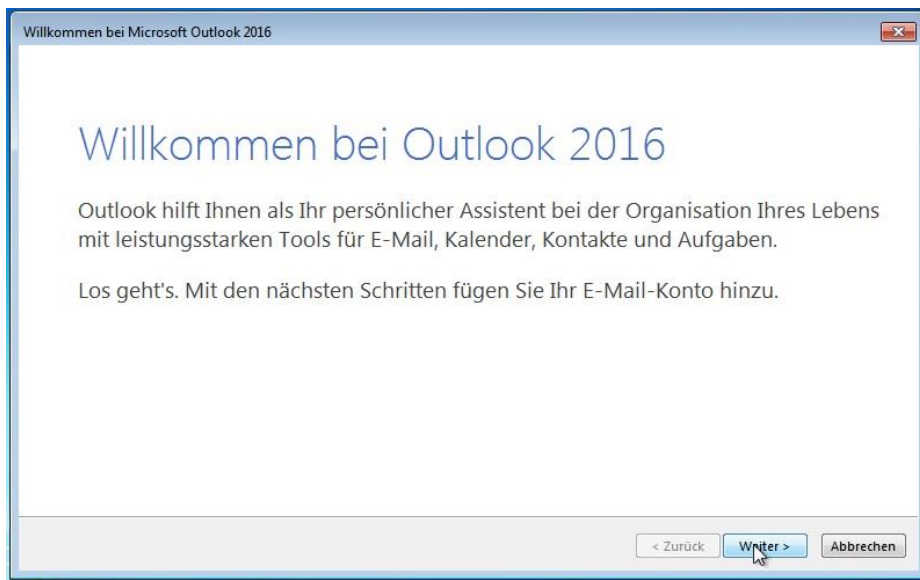 Willkommen bei Microsoft Outlook 2016
Willkommen bei Outlook 2016
Outlook hilft Ihnen als Ihr persönlicher Assistent bei der Organisation Ihres Lebens
mit leistungsstarken Tools für E-Mail, Kalender, Kontakte und Aufgaben.
Los geht's. Mit den nächsten Schritten fügen Sie Ihr E-Mail-Konto hinzu.
< Zurück Weiter > Abbrechen